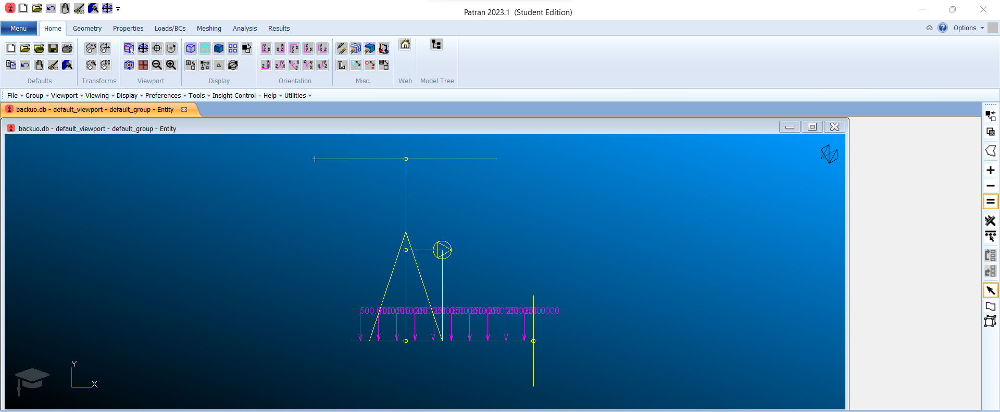 Patran 2023.1 (Student Edition)
Menu Home Geometry Properties Loads/BCs Meshing Analysis Results Options
Defaults Transforms Viewport Display Orientation Misc. Web Model Tree
File Group Viewport Viewing Display Preferences Tools Insight Control Help Utilities
backuo.db - default_viewport - default_group - Entity
backuo.db - default_viewport - default_group - Entity
500.
Y
X